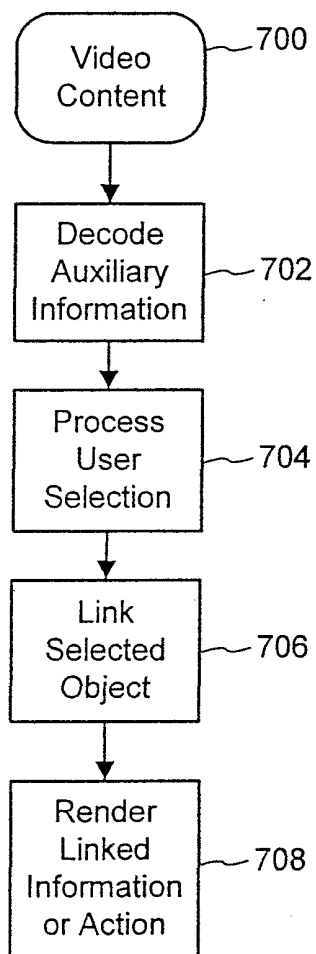 Video
Content
700
Decode
Auxiliary
Information
702
Process
User
Selection
704
Link
Selected
Object
706
Render
Linked
Information
or Action
708